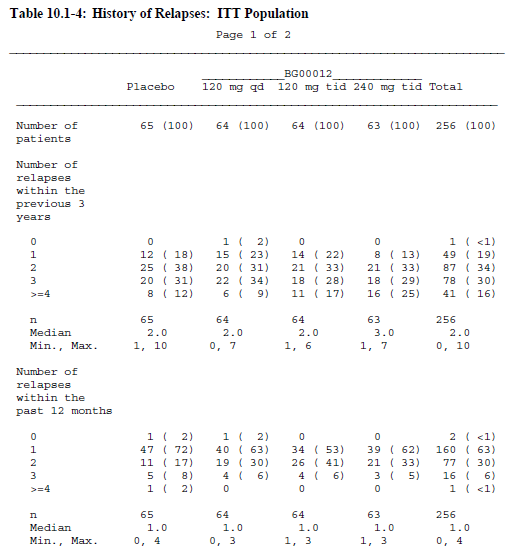 Table 10.1-4: History of Relapses: ITT Population
Page 1 of 2
BG00012
Placebo 120 mg qd 120 mg tid 240 mg tid Total
Number of patients 65 (100) 64 (100) 64 (100) 63 (100) 256 (100)
Number of
relapses
within the
previous 3
years
0 0 1 ( 2) 0 0 1 ( <1)
1 12 ( 18) 15 ( 23) 14 ( 22) 8 ( 13) 49 ( 19)
2 25 ( 38) 20 ( 31) 21 ( 33) 21 ( 33) 87 ( 34)
3 20 ( 31) 22 ( 34) 18 ( 28) 18 ( 29) 78 ( 30)
>=4 8 ( 12) 6 ( 9) 11 ( 17) 16 ( 25) 41 ( 16)
n 65 64 64 63 256
Median 2.0 2.0 2.0 3.0 2.0
Min., Max. 1, 10 0, 7 1, 6 1, 7 0, 10
Number of
relapses
within the
past 12 months
0 1 ( 2) 1 ( 2) 0 0 2 ( <1)
1 47 ( 72) 40 ( 63) 34 ( 53) 39 ( 62) 160 ( 63)
2 11 ( 17) 19 ( 30) 26 ( 41) 21 ( 33) 77 ( 30)
3 5 ( 8) 4 ( 6) 4 ( 6) 3 ( 5) 16 ( 6)
>=4 1 ( 2) 0 0 0 1 ( <1)
n 65 64 64 63 256
Median 1.0 1.0 1.0 1.0 1.0
Min., Max. 0, 4 0, 3 1, 3 1, 3 0, 4